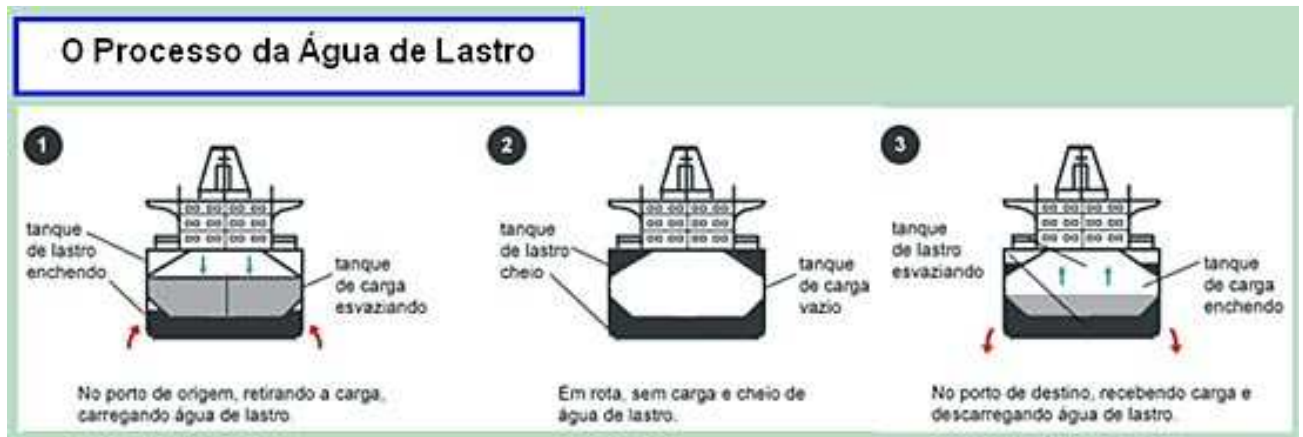 O Processo da Água de Lastro
1
tanque
de lastro
enchendo
tanque
de carga
esvaziando
No porto de origem, retirando a carga,
carregando água de lastro.
2
tanque
de lastro
cheio
tanque
de carga
vazio
Em rota, sem carga e cheio de
água de lastro.
3
tanque
de lastro
esvaziando
tanque
de carga
enchendo
No porto de destino, recebendo carga e
descarregando água de lastro.